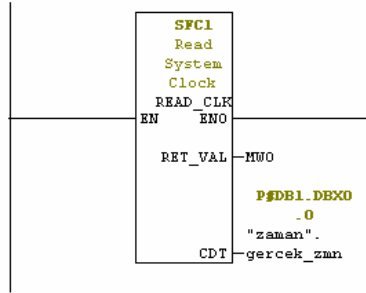 SFC1
Read
System
Clock
READ_CLK
EN ENO
RET_VAL MW0
P#DB1.DBX0
.0
"zaman".
CDT gercek_zmn